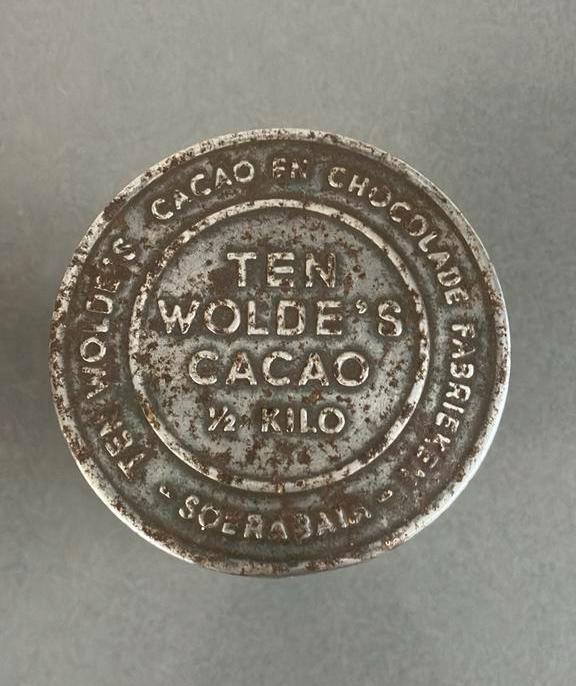 TEN WOLDE'S CACAO EN CHOCOLADE FABRIEKEN
- SOERABAIA -
TEN
WOLDE'S
CACAO
½ KILO